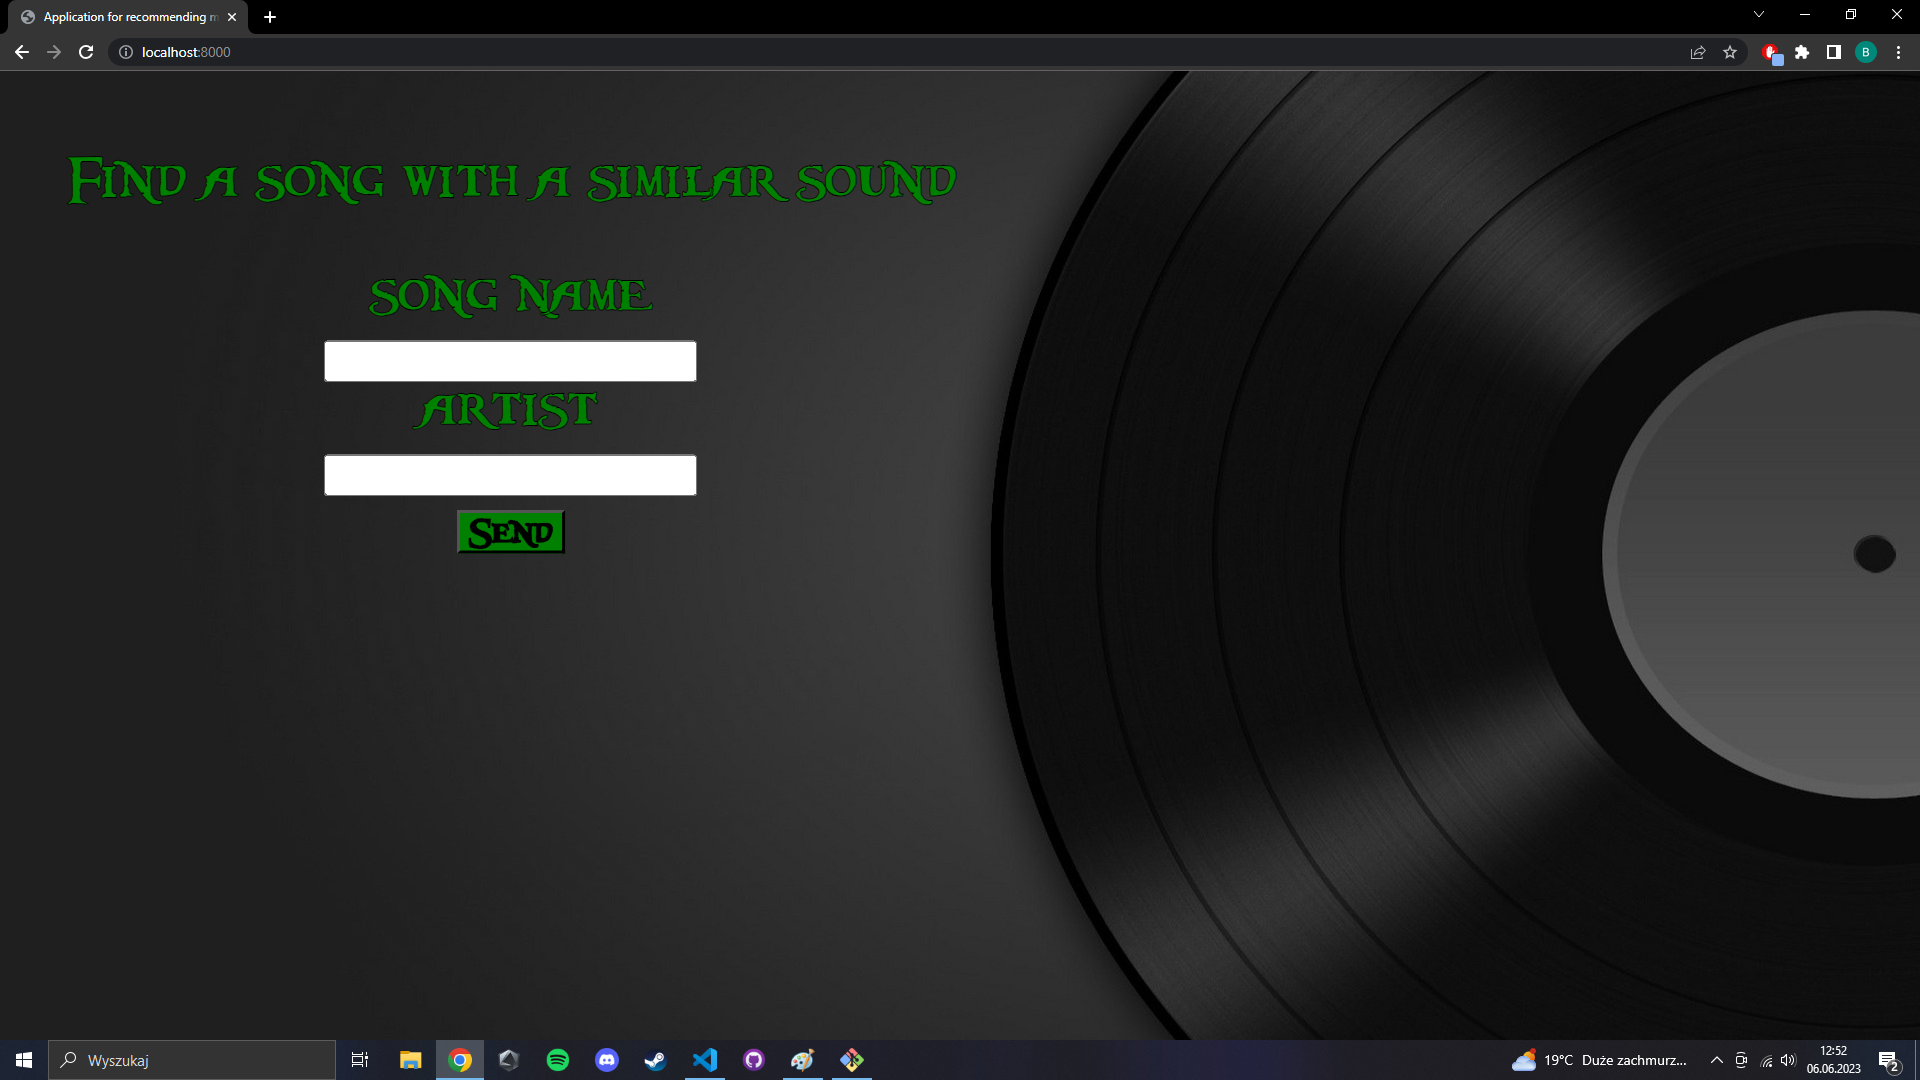 Application for recommending m
localhost:8000
B
Find a song with a similar sound
song name
artist
Send
Wyszukaj
19°C Duże zachmurz...
12:52
06.06.2023
2